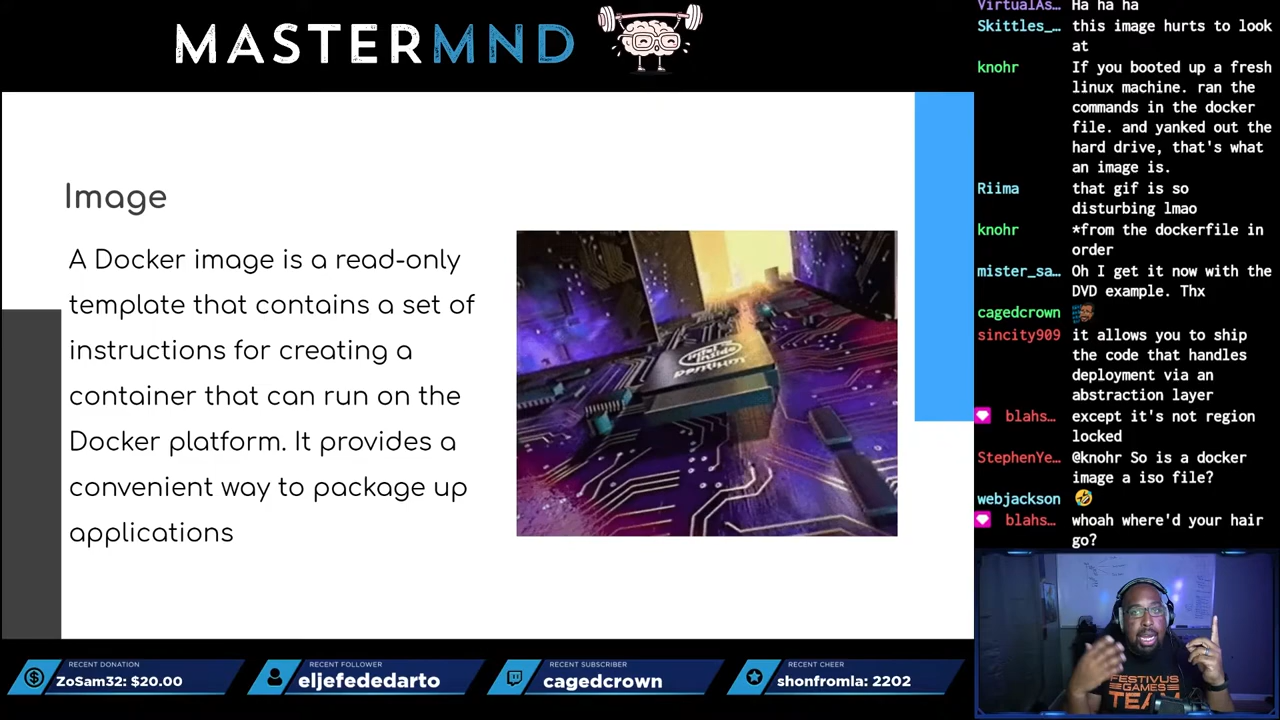 MASTERMND
Image
A Docker image is a read-only
template that contains a set of
instructions for creating a
container that can run on the
Docker platform. It provides a
convenient way to package up
applications
intel
inside
pentium
VirtualAs… Ha ha ha
Skittles_… this image hurts to look
at
knohr If you booted up a fresh
linux machine. ran the
commands in the docker
file. and yanked out the
hard drive, that's what
an image is.
Riima that gif is so
disturbing lmao
knohr *from the dockerfile in
order
mister_sa… Oh I get it now with the
DVD example. Thx
cagedcrown
sincity909 it allows you to ship
the code that handles
deployment via an
abstraction layer
blahs… except it's not region
locked
StephenYe… @knohr So is a docker
image a iso file?
webjackson
blahs… whoah where'd your hair
go?
FESTIVUS
GAMES
TEAM
RECENT DONATION
ZoSam32: $20.00
RECENT FOLLOWER
eljefededarto
RECENT SUBSCRIBER
cagedcrown
RECENT CHEER
shonfromla: 2202